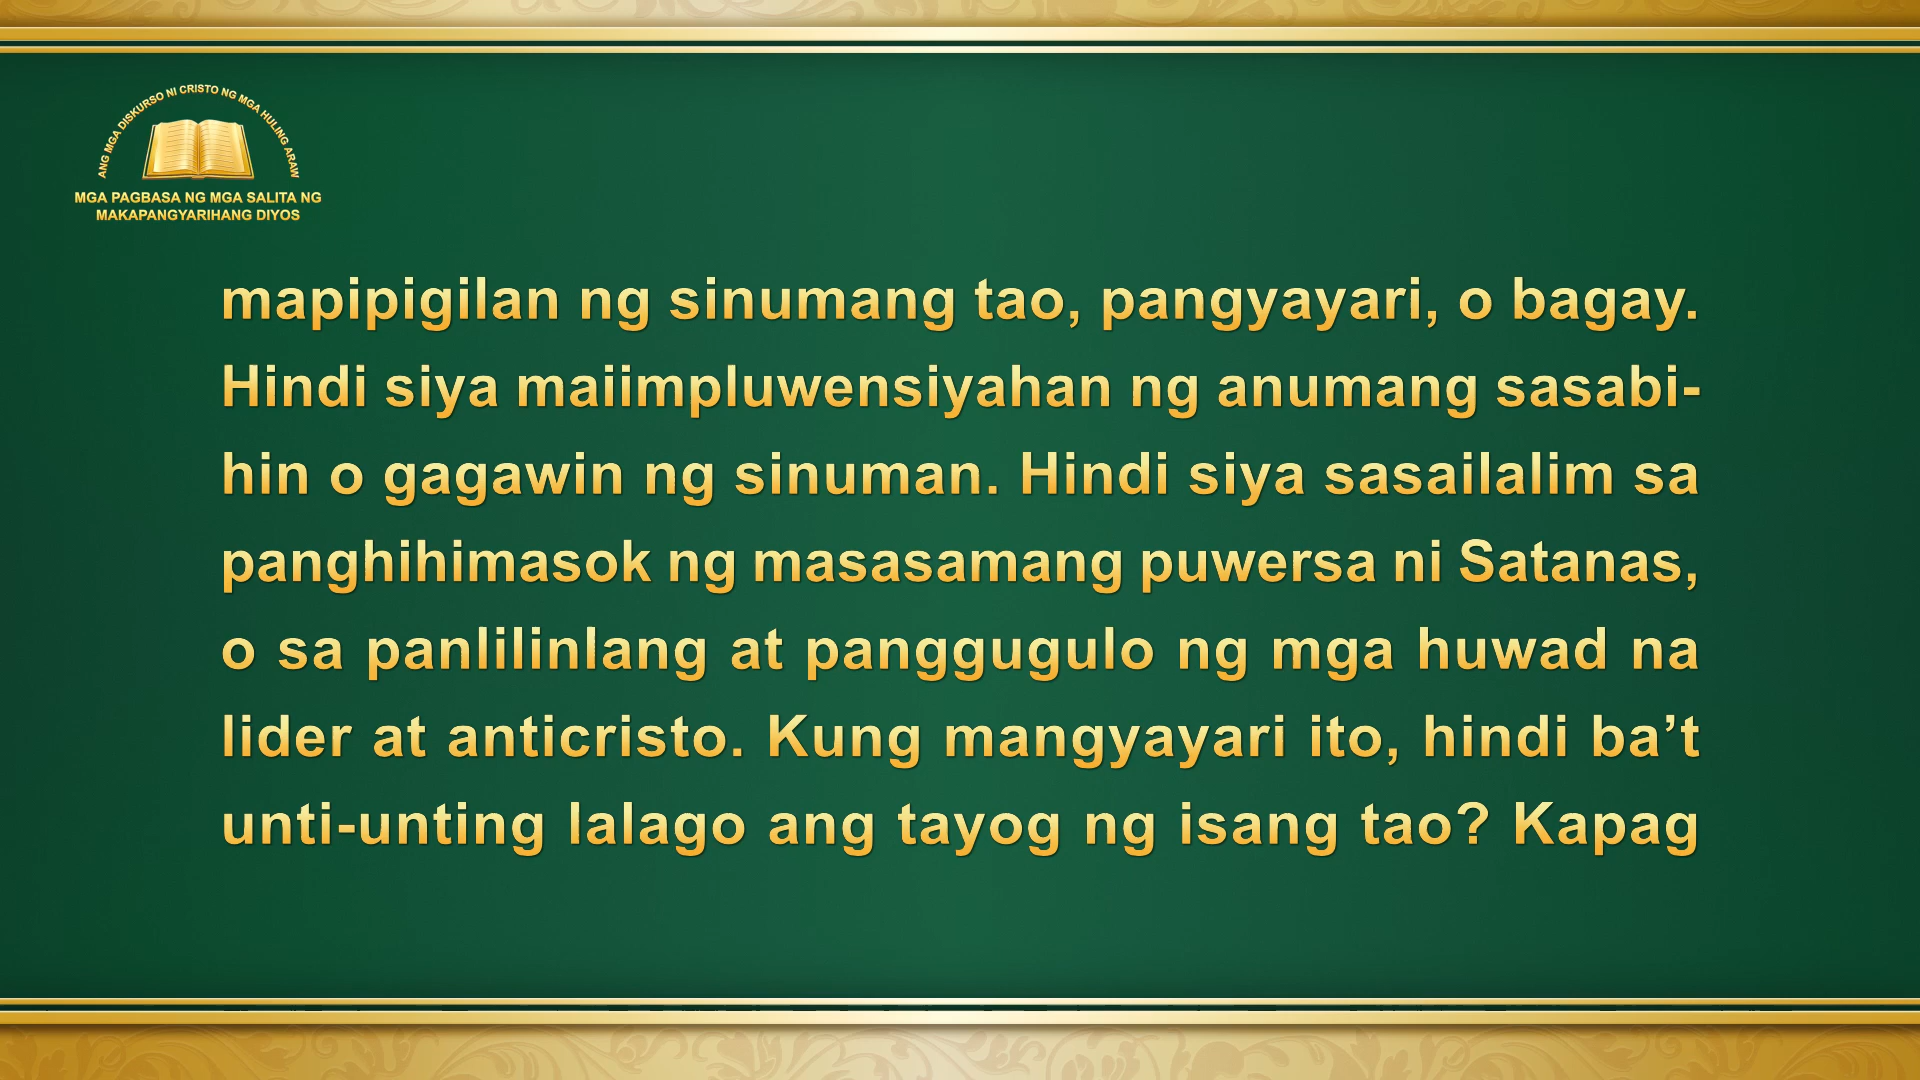 ANG MGA DISKURSO NI CRISTO NG MGA HULING ARAW
MGA PAGBASA NG MGA SALITA NG
MAKAPANGYARIHANG DIYOS
mapipigilan ng sinumang tao, pangyayari, o bagay.
Hindi siya maiimpluwensiyahan ng anumang sasabi-
hin o gagawin ng sinuman. Hindi siya sasailalim sa
panghihimasok ng masasamang puwersa ni Satanas,
o sa panlilinlang at panggugulo ng mga huwad na
lider at anticristo. Kung mangyayari ito, hindi ba’t
unti-unting lalago ang tayog ng isang tao? Kapag